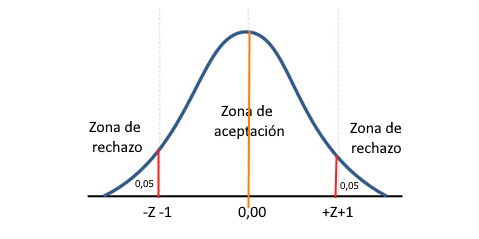 Zona de
aceptación
Zona de
rechazo
Zona de
rechazo
0,05
0,05
-Z -1
0,00
+Z+1